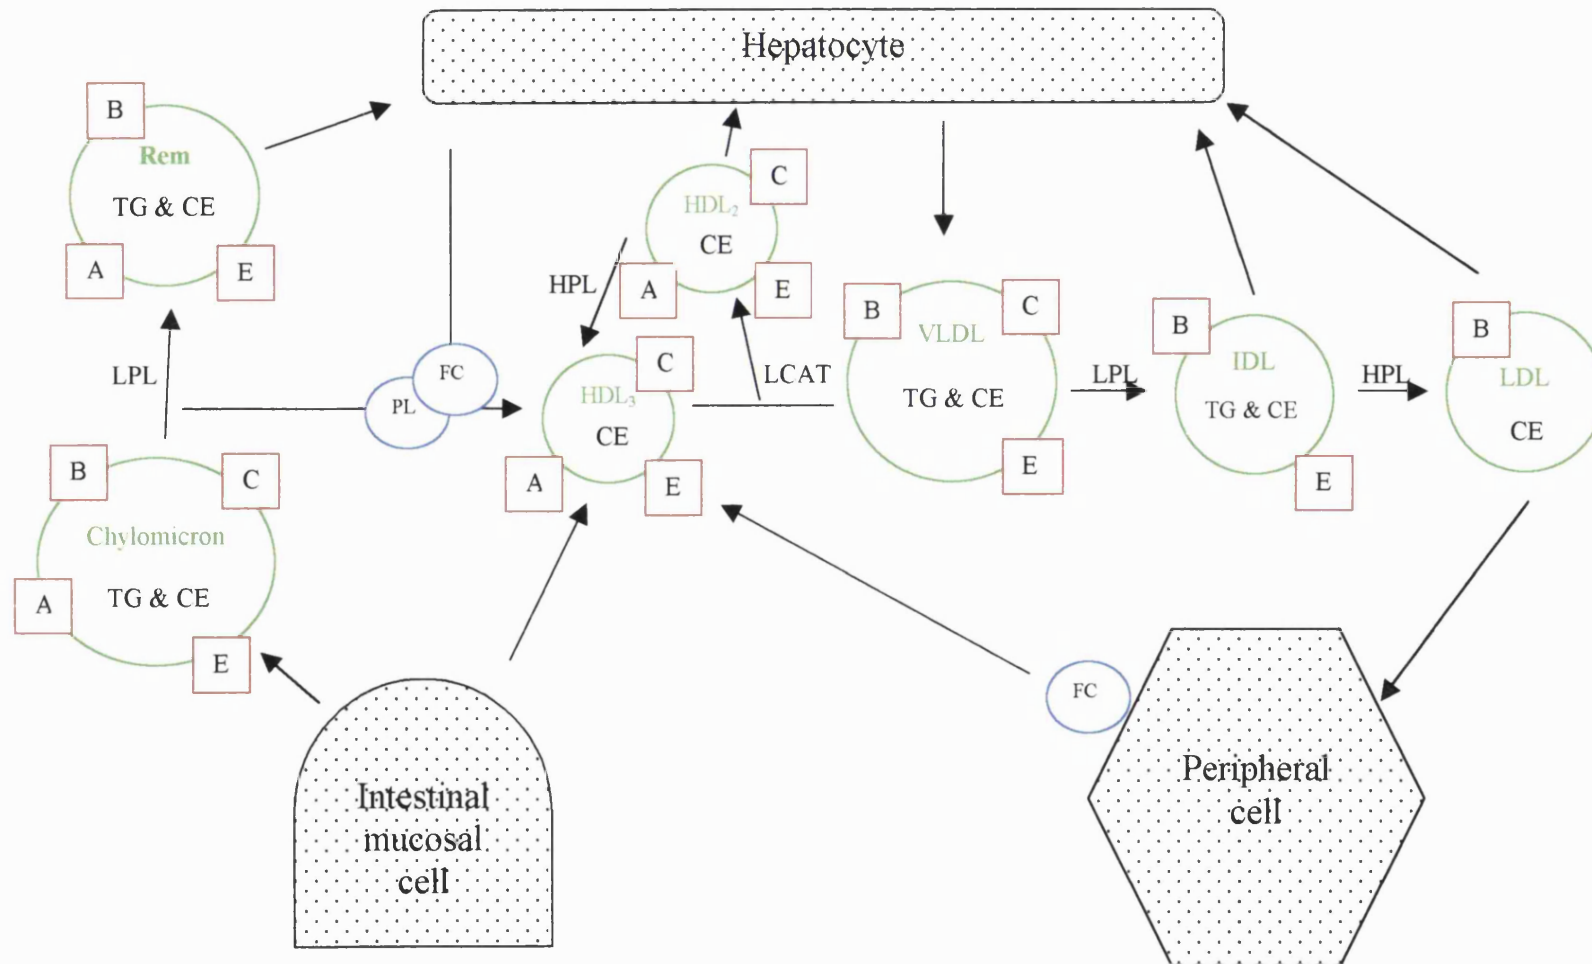 Hepatocyte
B
Rem
TG & CE
A
E
LPL
B
C
Chylomicron
TG & CE
A
E
FC
PL
C
HDL₂
CE
A
E
HPL
C
HDL₃
CE
A
E
LCAT
B
C
VLDL
TG & CE
E
LPL
B
IDL
TG & CE
E
HPL
B
LDL
CE
Intestinal
mucosal
cell
FC
Peripheral
cell